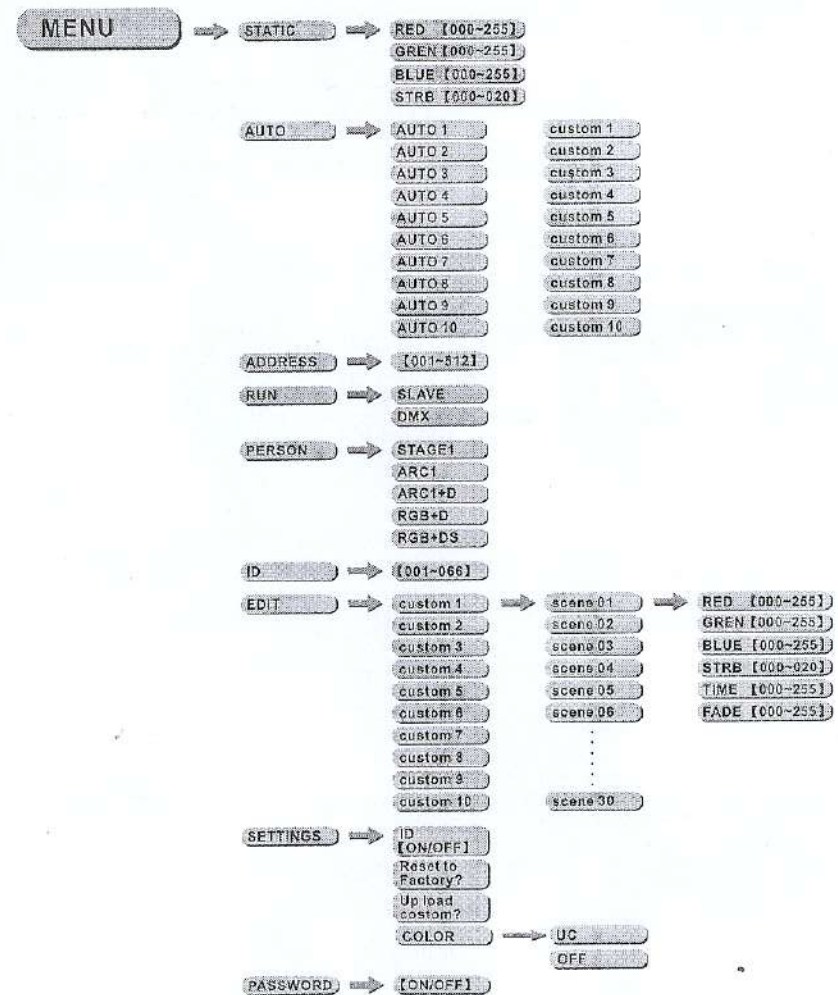 MENU
STATIC
RED 【000~255】
GREN 【000~255】
BLUE 【000~255】
STRB 【000~020】
AUTO
AUTO 1
AUTO 2
AUTO 3
AUTO 4
AUTO 5
AUTO 6
AUTO 7
AUTO 8
AUTO 9
AUTO 10
custom 1
custom 2
custom 3
custom 4
custom 5
custom 6
custom 7
custom 8
custom 9
custom 10
ADDRESS
【001~512】
RUN
SLAVE
DMX
PERSON
STAGE1
ARC1
ARC1+D
RGB+D
RGB+DS
ID
【001~066】
EDIT
custom 1
custom 2
custom 3
custom 4
custom 5
custom 6
custom 7
custom 8
custom 9
custom 10
scene 01
scene 02
scene 03
scene 04
scene 05
scene 06
scene 30
RED 【000~255】
GREN 【000~255】
BLUE 【000~255】
STRB 【000~020】
TIME 【000~255】
FADE 【000~255】
SETTINGS
ID
【ON/OFF】
Reset to
Factory?
Up load
costom?
COLOR
UC
OFF
PASSWORD
【ON/OFF】